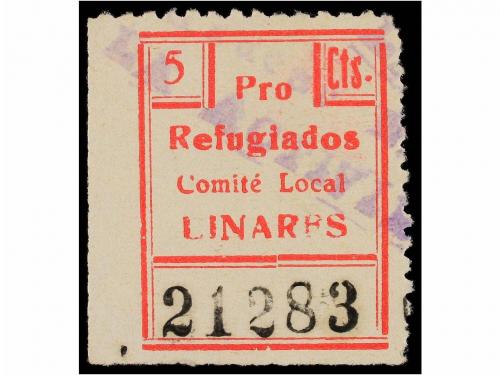 5 Cts.
Pro
Refugiados
Comité Local
LINARES
21283